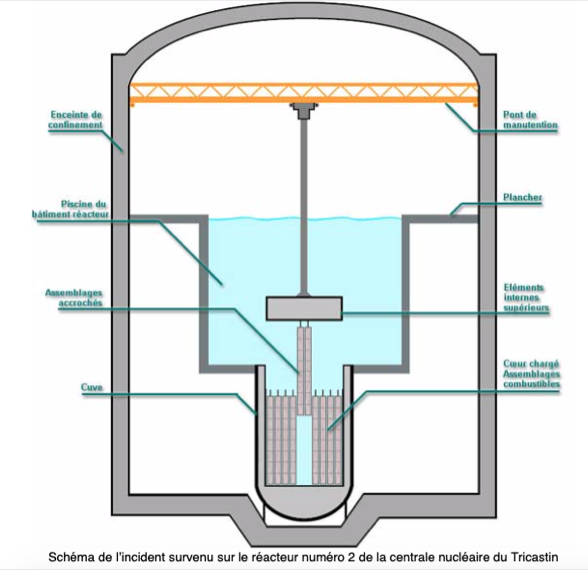 Enceinte de
confinement
Pont de
manutention
Plancher
Piscine du
bâtiment réacteur
Eléments
internes
supérieurs
Assemblages
accrochés
Cœur chargé
Assemblages
combustibles
Cuve
Schéma de l'incident survenu sur le réacteur numéro 2 de la centrale nucléaire du Tricastin